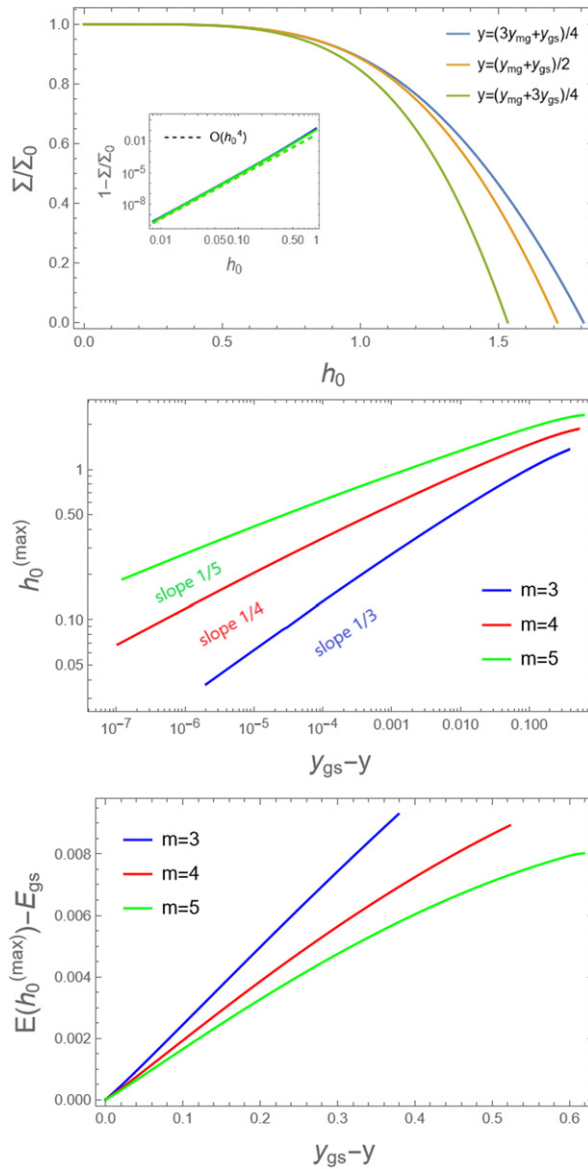 1.0
0.8
0.6
0.4
0.2
0.0
Σ/Σ₀
y=(3y_mg+y_gs)/4
y=(y_mg+y_gs)/2
y=(y_mg+3y_gs)/4
1-Σ/Σ₀
0.01
10⁻⁵
10⁻⁸
O(h₀⁴)
0.01 0.05 0.10 0.50 1
h₀
0.0 0.5 1.0 1.5
h₀
h₀^(max)
1
0.50
0.10
0.05
slope 1/5
slope 1/4
slope 1/3
m=3
m=4
m=5
10⁻⁷ 10⁻⁶ 10⁻⁵ 10⁻⁴ 0.001 0.010 0.100
y_gs-y
E(h₀^(max))-E_gs
0.008
0.006
0.004
0.002
0.000
m=3
m=4
m=5
0.0 0.1 0.2 0.3 0.4 0.5 0.6
y_gs-y